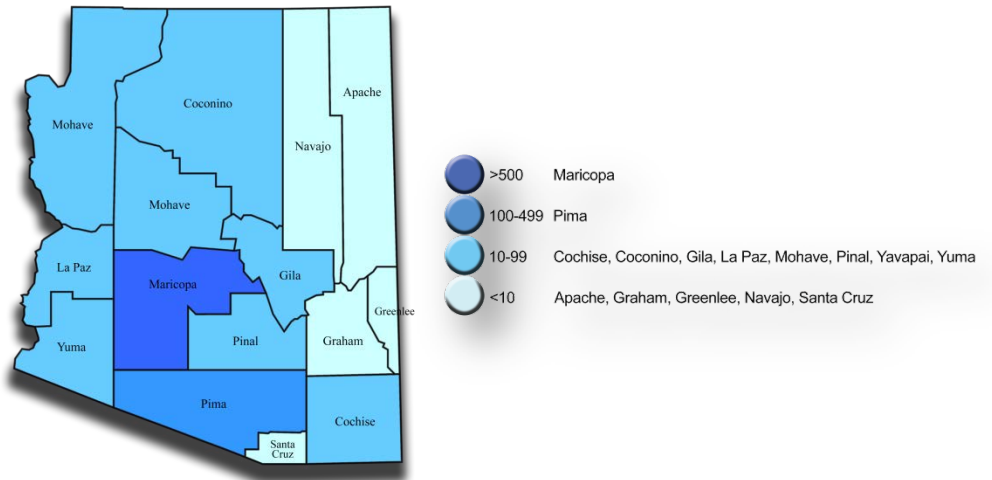 Apache
Coconino
Mohave
Navajo
Mohave
La Paz
Gila
Maricopa
Greenlee
Yuma
Pinal
Graham
Pima
Cochise
Santa
Cruz
>500 Maricopa
100-499 Pima
10-99 Cochise, Coconino, Gila, La Paz, Mohave, Pinal, Yavapai, Yuma
<10 Apache, Graham, Greenlee, Navajo, Santa Cruz